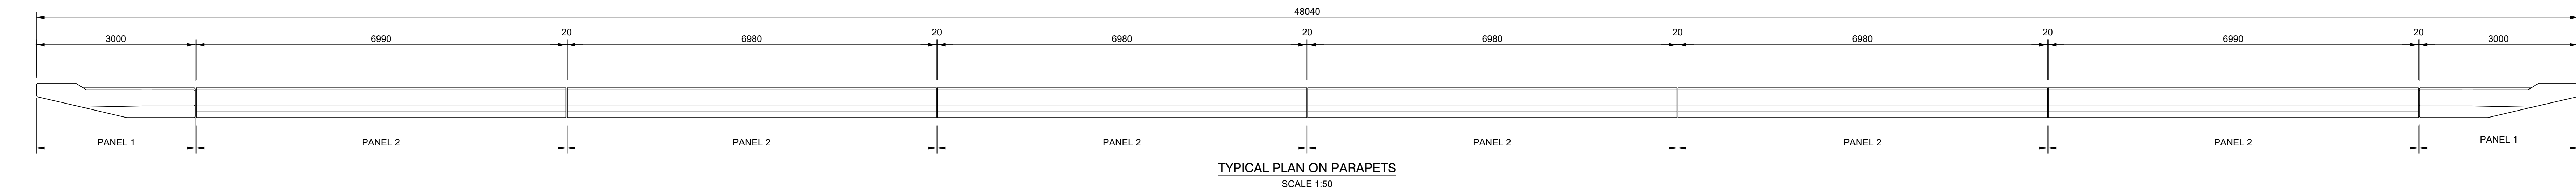 48040
20 20 20 20 20 20
3000 6990 6980 6980 6980 6980 6990 3000
PANEL 1 PANEL 2 PANEL 2 PANEL 2 PANEL 2 PANEL 2 PANEL 2 PANEL 1
TYPICAL PLAN ON PARAPETS
SCALE 1:50